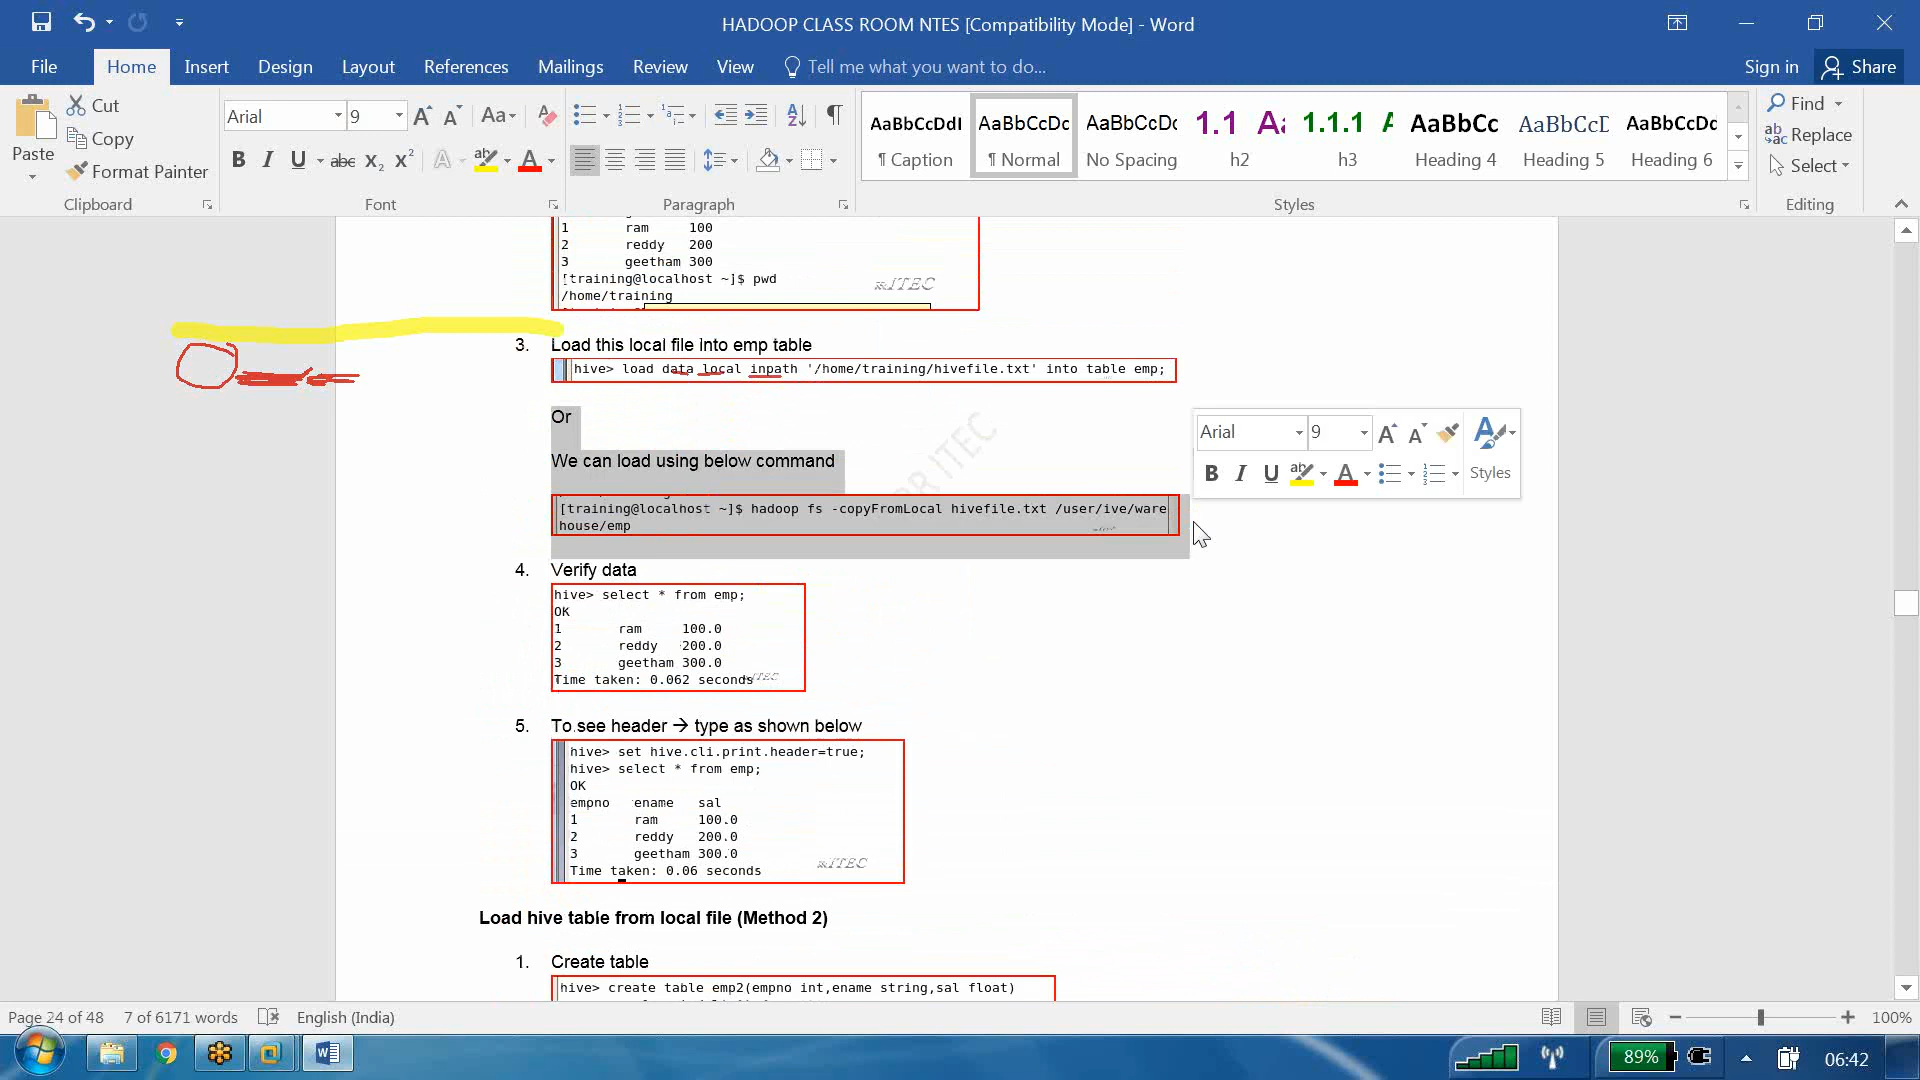 HADOOP CLASS ROOM NTES [Compatibility Mode] - Word
File Home Insert Design Layout References Mailings Review View Tell me what you want to do... Sign in Share
Cut
Copy
Paste
Format Painter
Clipboard
Arial 9
Aa
B I U abc X2 X2 A A
Font
Paragraph
AaBbCcDdI AaBbCcDc AaBbCcDc 1.1 Aa 1.1.1 A AaBbCc AaBbCcD AaBbCcDd
¶ Caption ¶ Normal No Spacing h2 h3 Heading 4 Heading 5 Heading 6
Styles
Find
Replace
Select
Editing
1 ram 100
2 reddy 200
3 geetham 300
[training@localhost ~]$ pwd
/home/training
RRITEC
3. Load this local file into emp table
hive> load data local inpath '/home/training/hivefile.txt' into table emp;
Or
We can load using below command
[training@localhost ~]$ hadoop fs -copyFromLocal hivefile.txt /user/ive/ware
house/emp
Arial 9
B I U A Styles
4. Verify data
hive> select * from emp;
OK
1 ram 100.0
2 reddy 200.0
3 geetham 300.0
Time taken: 0.062 seconds
5. To see header → type as shown below
hive> set hive.cli.print.header=true;
hive> select * from emp;
OK
empno ename sal
1 ram 100.0
2 reddy 200.0
3 geetham 300.0
Time taken: 0.06 seconds
RRITEC
Load hive table from local file (Method 2)
1. Create table
hive> create table emp2(empno int,ename string,sal float)
Page 24 of 48 7 of 6171 words English (India) 100%
89% 06:42